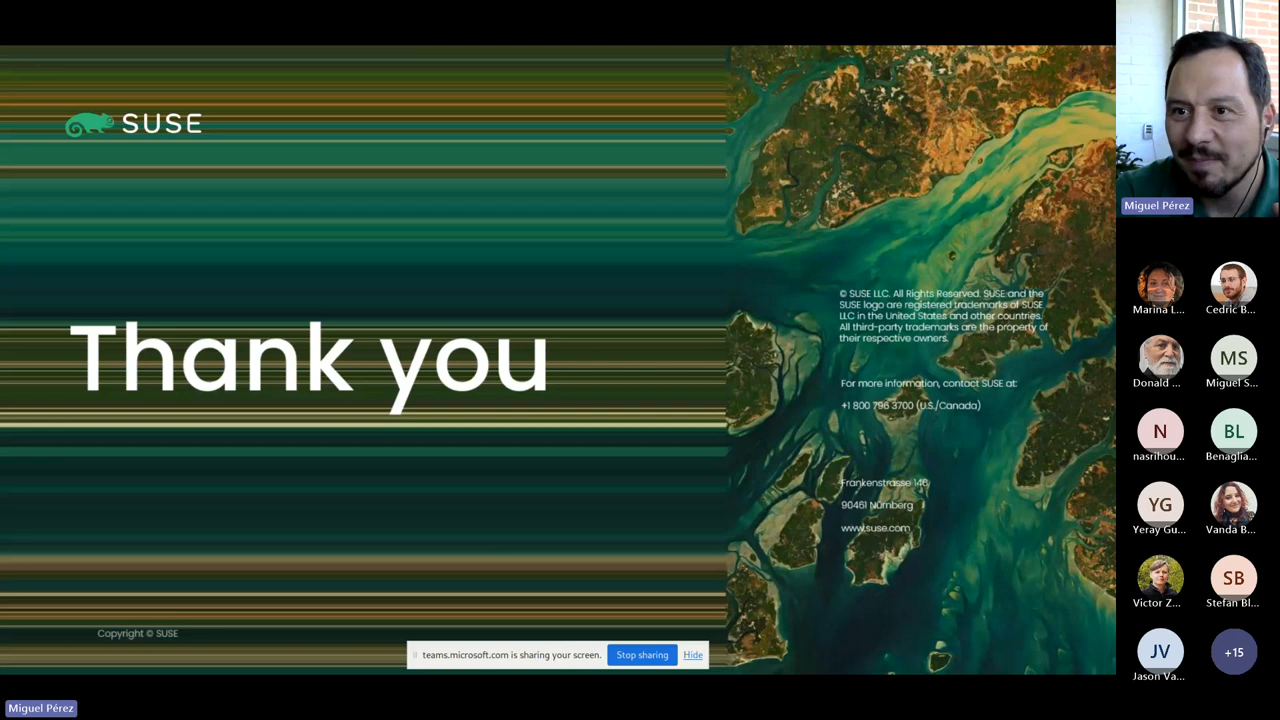 SUSE
Thank you
© SUSE LLC. All Rights Reserved. SUSE and the
SUSE logo are registered trademarks of SUSE
LLC in the United States and other countries.
All third-party trademarks are the property of
their respective owners.
For more information, contact SUSE at:
+1 800 796 3700 (U.S./Canada)
Frankenstrasse 146
90461 Nürnberg
www.suse.com
Copyright © SUSE
teams.microsoft.com is sharing your screen.
Stop sharing
Hide
Miguel Pérez
Miguel Pérez
Marina L...
Cedric B...
Donald ...
MS
Miguel S...
N
nasrihou...
BL
Benaglia...
YG
Yeray Gu...
Vanda B...
Victor Z...
SB
Stefan Bl...
JV
Jason Va...
+15